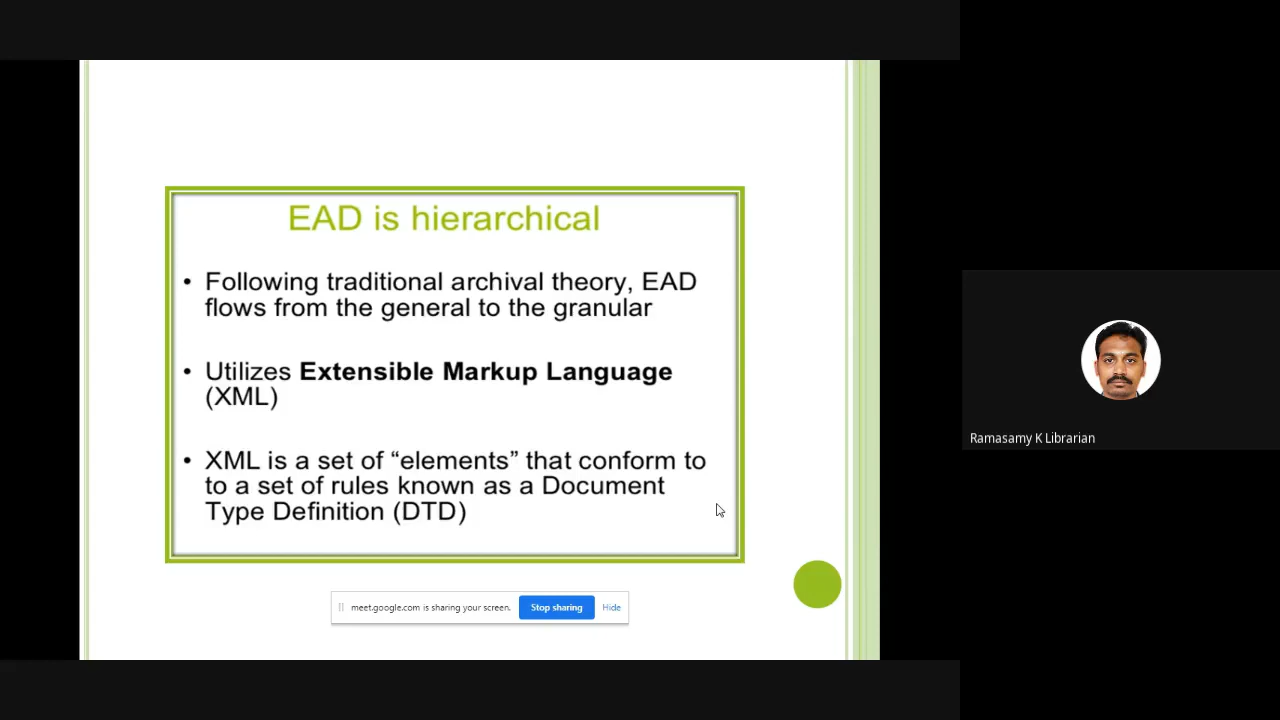 EAD is hierarchical
• Following traditional archival theory, EAD
flows from the general to the granular
• Utilizes Extensible Markup Language
(XML)
• XML is a set of “elements” that conform to
to a set of rules known as a Document
Type Definition (DTD)
meet.google.com is sharing your screen. Stop sharing Hide
Ramasamy K Librarian